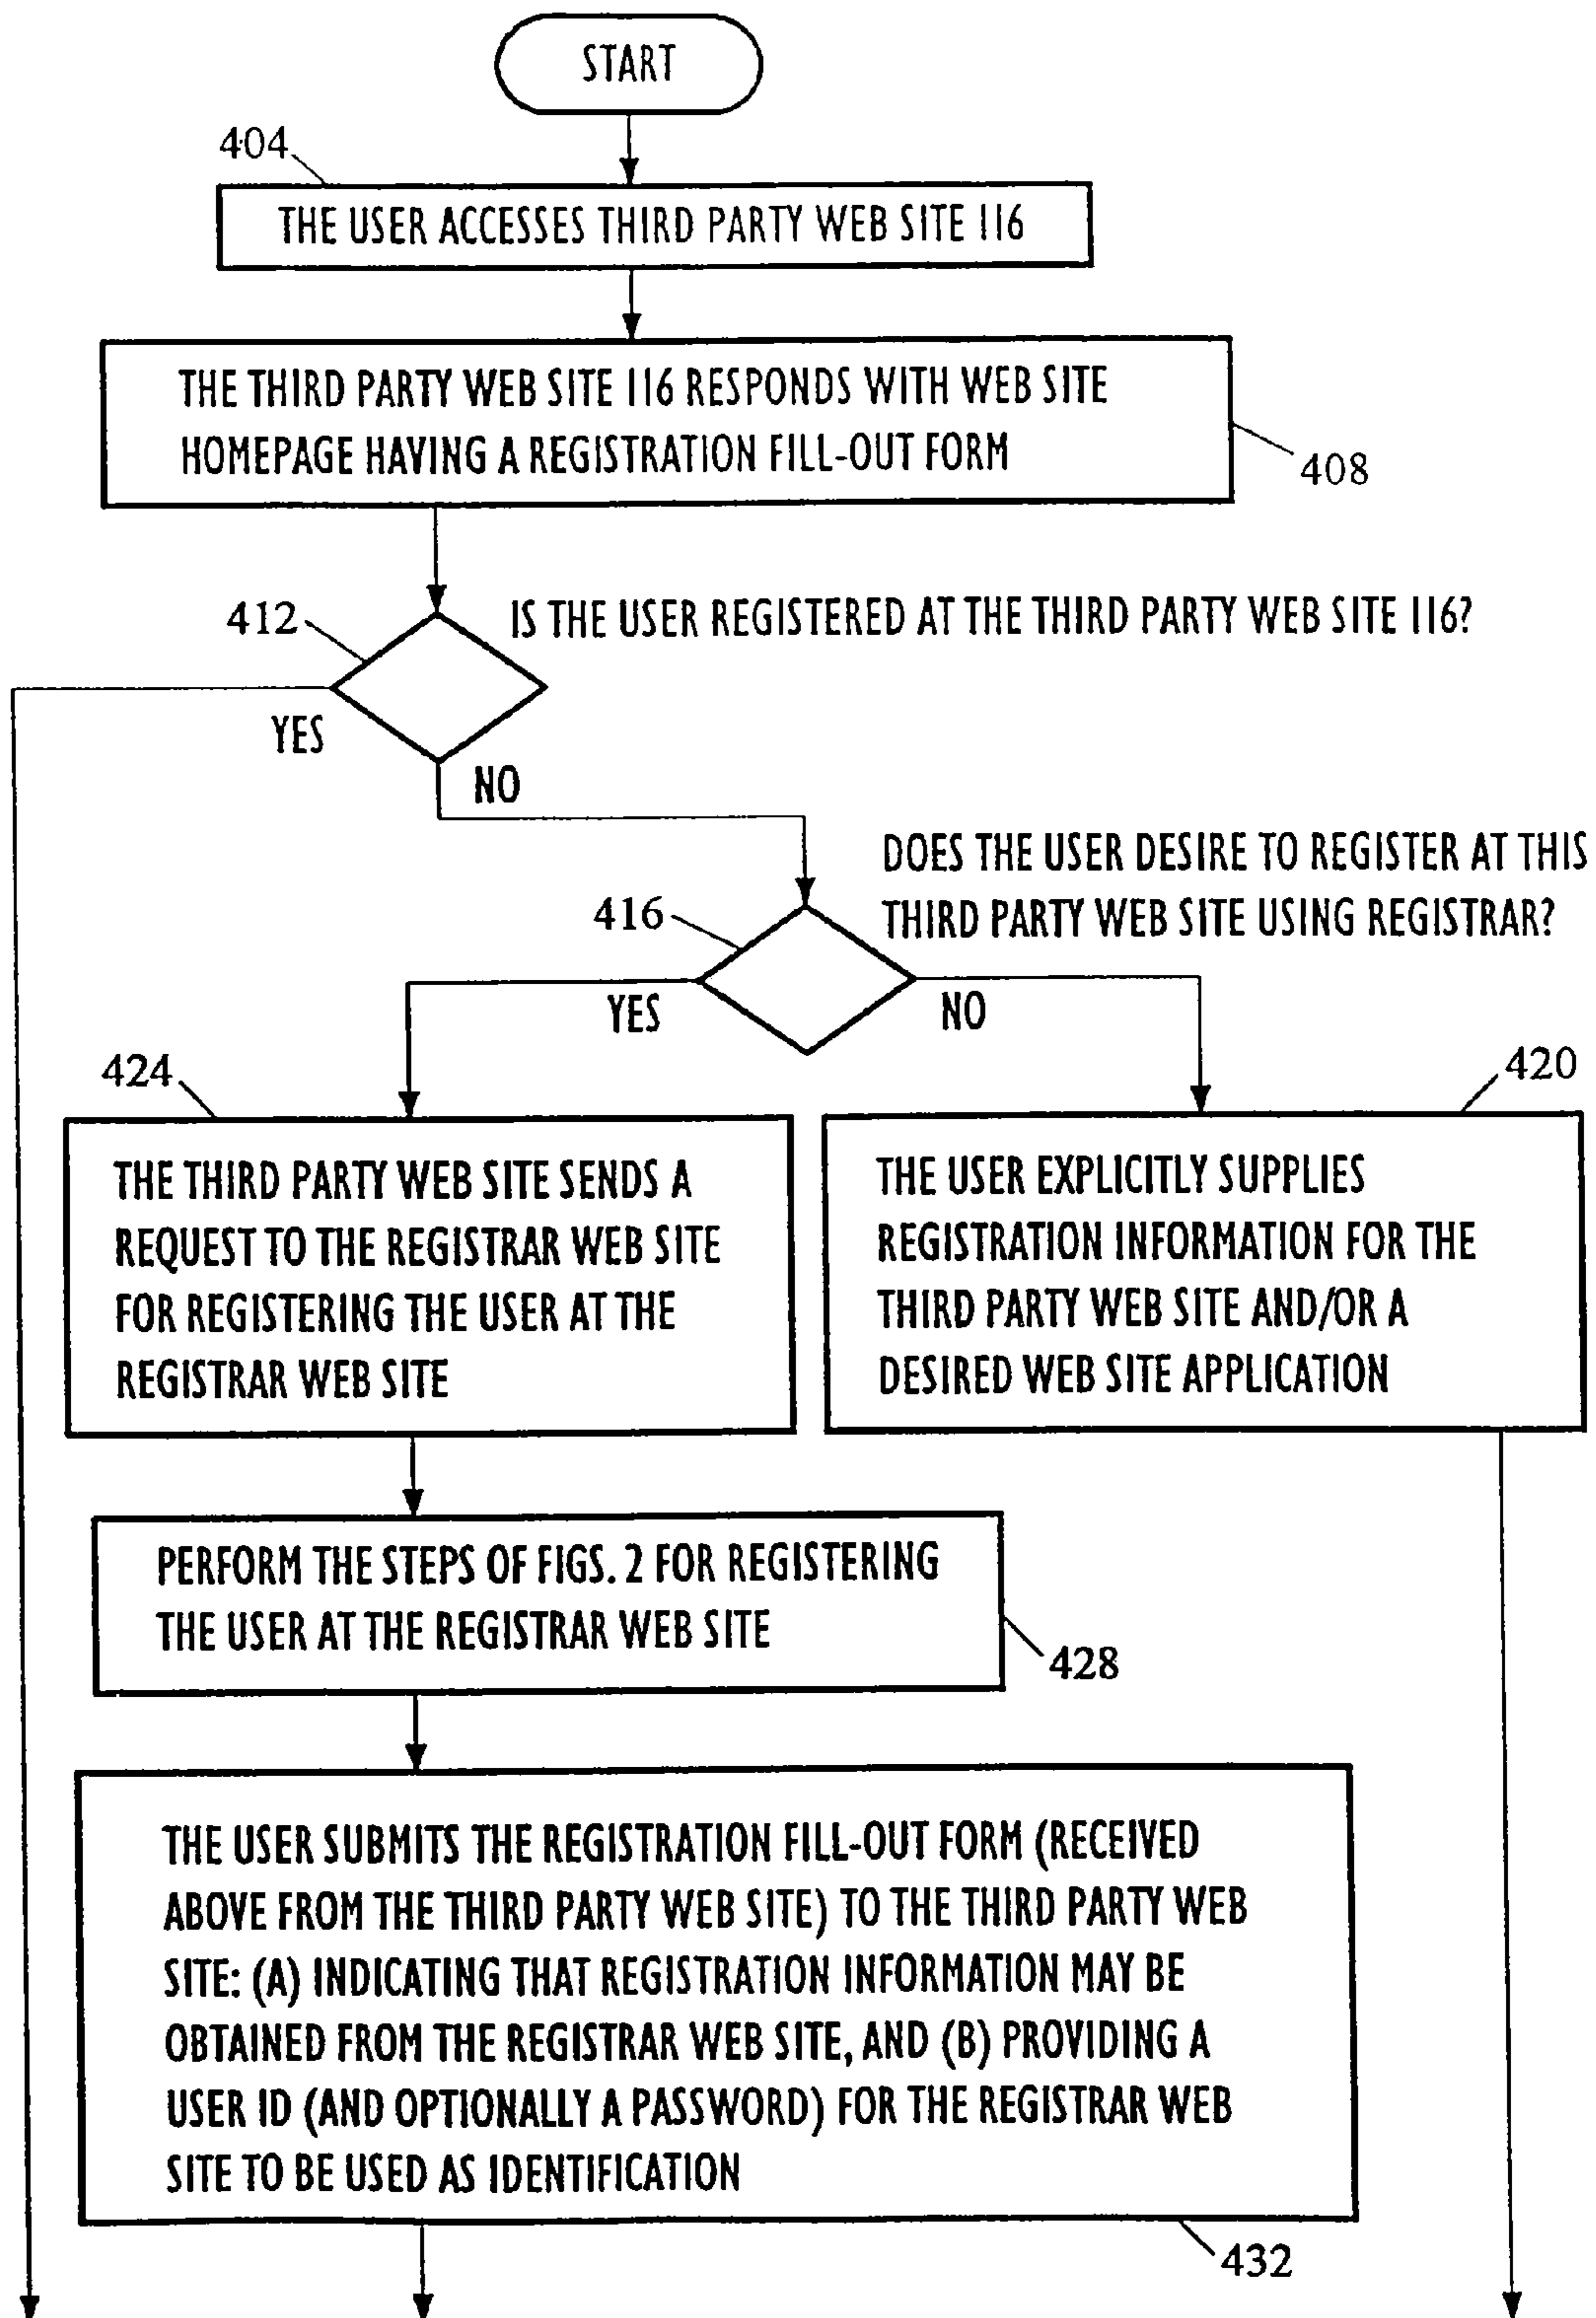 START
404
THE USER ACCESSES THIRD PARTY WEB SITE 116
THE THIRD PARTY WEB SITE 116 RESPONDS WITH WEB SITE
HOMEPAGE HAVING A REGISTRATION FILL-OUT FORM
408
412
IS THE USER REGISTERED AT THE THIRD PARTY WEB SITE 116?
YES
NO
DOES THE USER DESIRE TO REGISTER AT THIS
THIRD PARTY WEB SITE USING REGISTRAR?
416
YES
NO
424
420
THE THIRD PARTY WEB SITE SENDS A
REQUEST TO THE REGISTRAR WEB SITE
FOR REGISTERING THE USER AT THE
REGISTRAR WEB SITE
THE USER EXPLICITLY SUPPLIES
REGISTRATION INFORMATION FOR THE
THIRD PARTY WEB SITE AND/OR A
DESIRED WEB SITE APPLICATION
PERFORM THE STEPS OF FIGS. 2 FOR REGISTERING
THE USER AT THE REGISTRAR WEB SITE
428
THE USER SUBMITS THE REGISTRATION FILL-OUT FORM (RECEIVED
ABOVE FROM THE THIRD PARTY WEB SITE) TO THE THIRD PARTY WEB
SITE: (A) INDICATING THAT REGISTRATION INFORMATION MAY BE
OBTAINED FROM THE REGISTRAR WEB SITE, AND (B) PROVIDING A
USER ID (AND OPTIONALLY A PASSWORD) FOR THE REGISTRAR WEB
SITE TO BE USED AS IDENTIFICATION
432